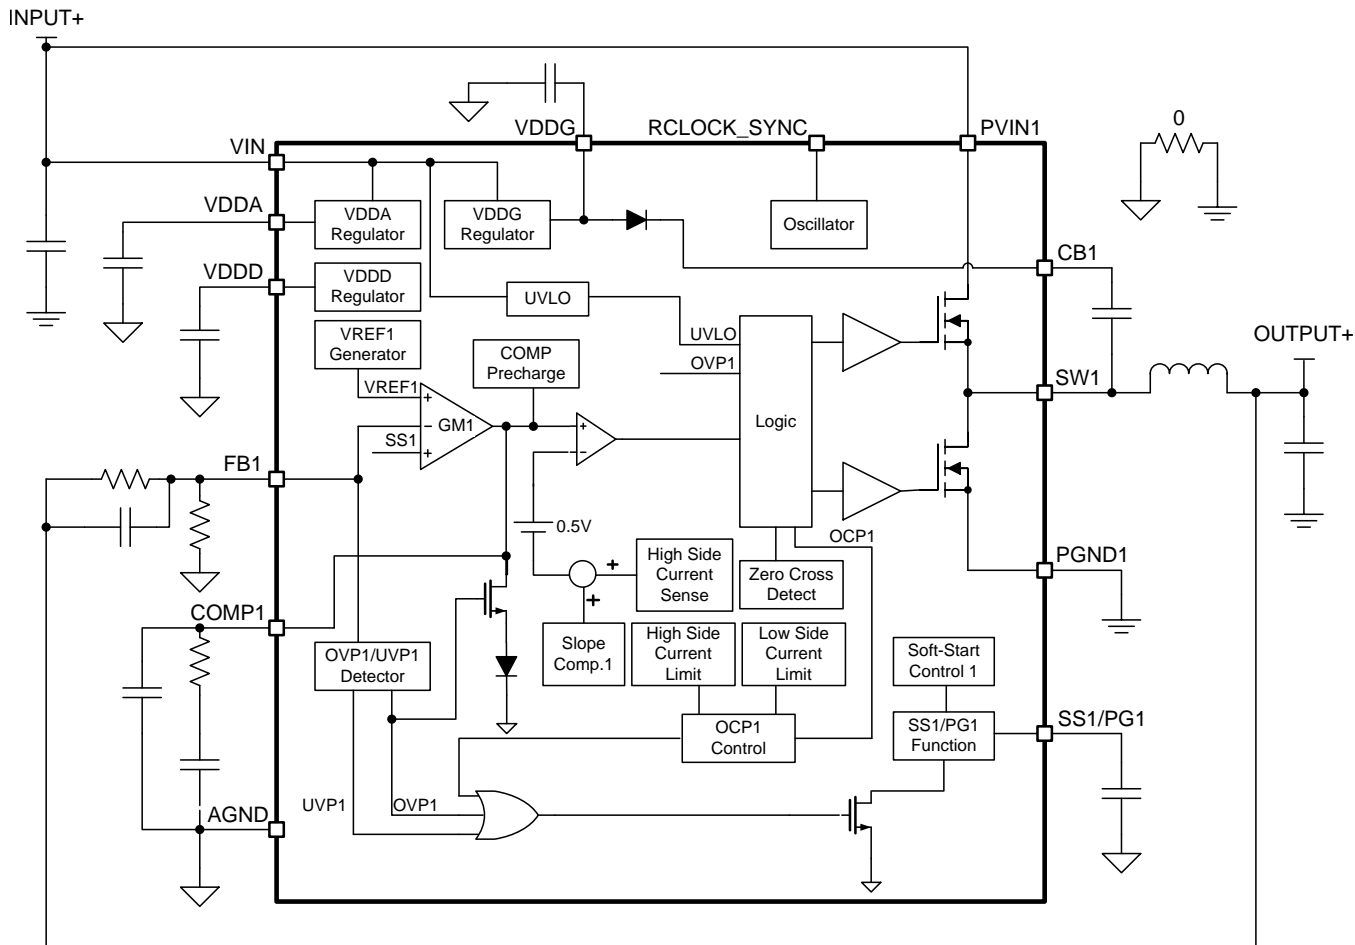 INPUT+
0
VDDG
RCLOCK_SYNC
PVIN1
VIN
VDDA
VDDA
Regulator
VDDG
Regulator
Oscillator
CB1
VDDD
VDDD
Regulator
UVLO
VREF1
Generator
COMP
Precharge
UVLO
OVP1
OUTPUT+
VREF1
SW1
+
−
GM1
SS1
+
+
−
Logic
FB1
0.5V
OCP1
High Side
Current
Sense
Zero Cross
Detect
PGND1
+
+
COMP1
Slope
Comp.1
High Side
Current
Limit
Low Side
Current
Limit
Soft-Start
Control 1
OVP1/UVP1
Detector
OCP1
Control
SS1/PG1
Function
SS1/PG1
UVP1
OVP1
AGND